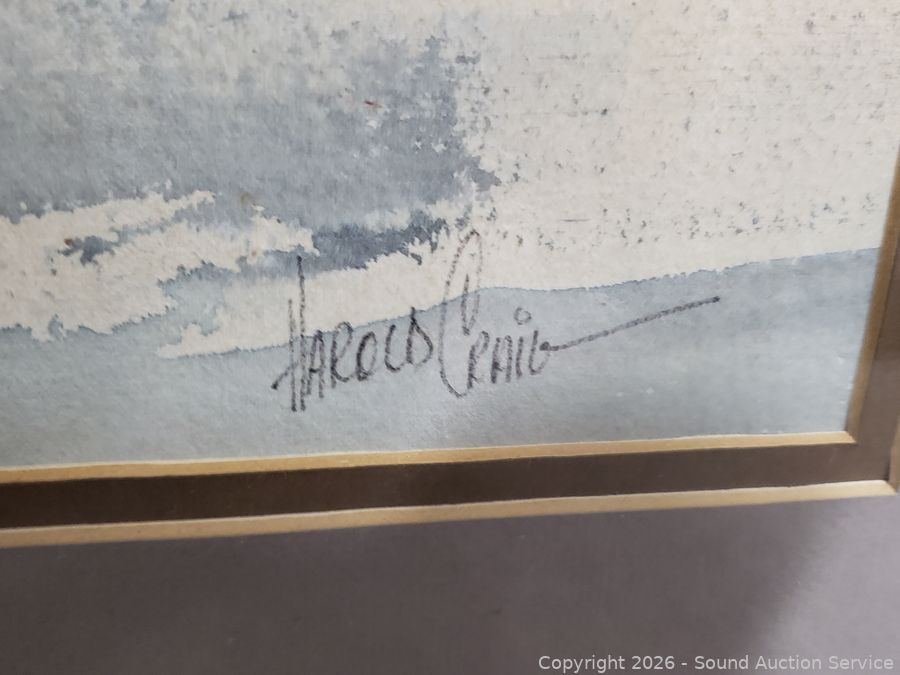 Harold Craig
Copyright © 2026 - Sound Auction Service